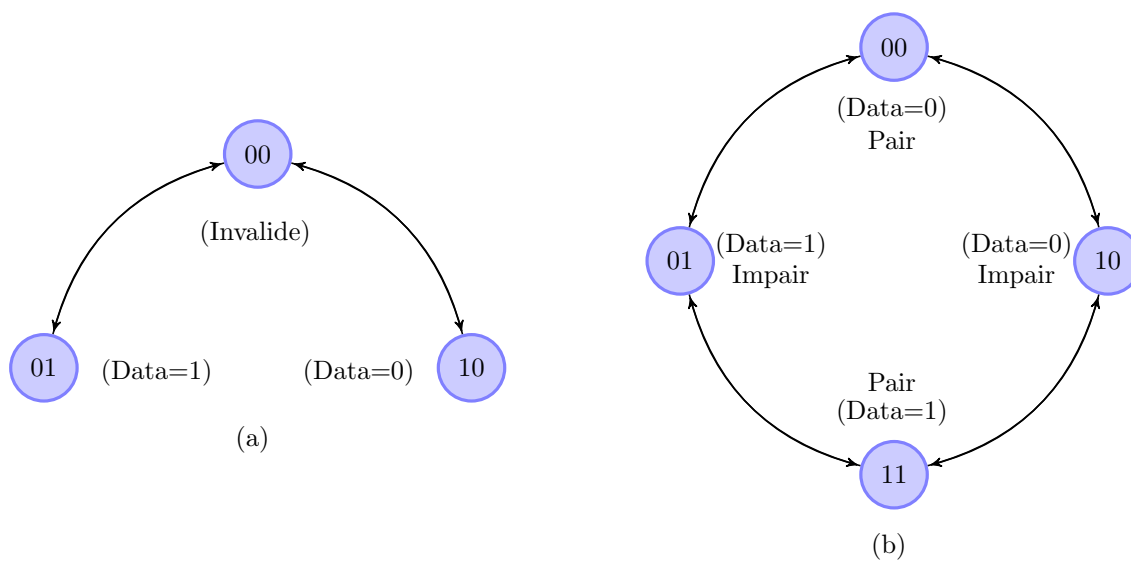 00
(Invalide)
01
(Data=1)
(Data=0)
10
(a)
00
(Data=0)
Pair
01
(Data=1)
Impair
(Data=0)
Impair
10
Pair
(Data=1)
11
(b)